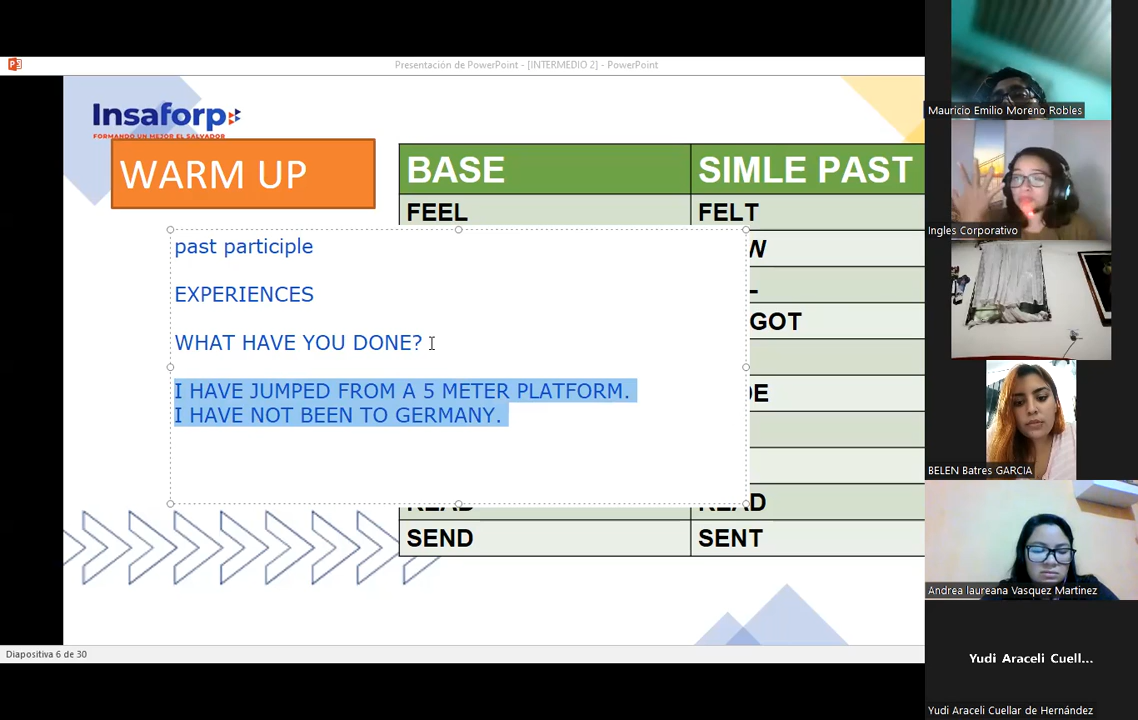 Presentación de PowerPoint - [INTERMEDIO 2] - PowerPoint
Insaforp
FORMANDO UN MEJOR EL SALVADOR
WARM UP
BASE
SIMLE PAST
FEEL
FELT
past participle
EXPERIENCES
WHAT HAVE YOU DONE?
I HAVE JUMPED FROM A 5 METER PLATFORM.
I HAVE NOT BEEN TO GERMANY.
W
GOT
DE
READ
READ
SEND
SENT
Diapositiva 6 de 30
Mauricio Emilio Moreno Robles
Ingles Corporativo
BELEN Batres GARCIA
Andrea laureana Vasquez Martinez
Yudi Araceli Cuell...
Yudi Araceli Cuellar de Hernández